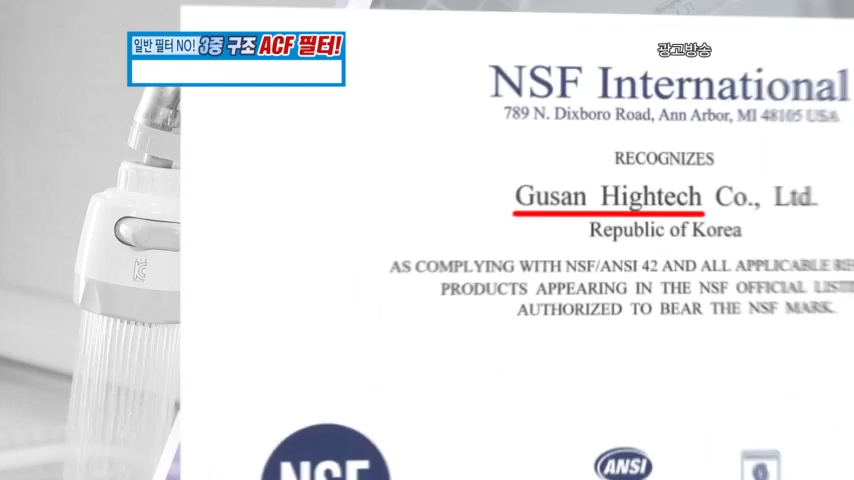 일반 필터 NO! 3중 구조 ACF 필터!
광고방송
NSF International
789 N. Dixboro Road, Ann Arbor, MI 48105 USA
RECOGNIZES
Gusan Hightech Co., Ltd.
Republic of Korea
AS COMPLYING WITH NSF/ANSI 42 AND ALL APPLICABLE
PRODUCTS APPEARING IN THE NSF OFFICIAL
AUTHORIZED TO BEAR THE NSF MARK.
NSF
ANSI